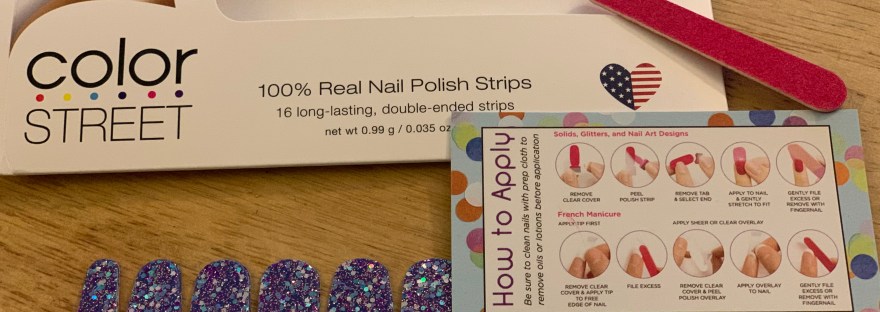 color
STREET
100% Real Nail Polish Strips
16 long-lasting, double-ended strips
net wt 0.99 g / 0.035 oz
How to Apply
Be sure to clean nails with prep cloth to
remove oils or lotions before application
Solids, Glitters, and Nail Art Designs
REMOVE
CLEAR COVER
PEEL
POLISH STRIP
REMOVE TAB
& SELECT END
APPLY TO NAIL
& GENTLY
STRETCH TO FIT
GENTLY FILE
EXCESS OR
REMOVE WITH
FINGERNAIL
French Manicure
APPLY TIP FIRST
APPLY SHEER OR CLEAR OVERLAY
REMOVE CLEAR
COVER & APPLY TIP
TO FREE
EDGE OF NAIL
FILE EXCESS
REMOVE CLEAR
COVER & PEEL
POLISH OVERLAY
APPLY OVERLAY
TO NAIL
GENTLY FILE
EXCESS OR
REMOVE WITH
FINGERNAIL